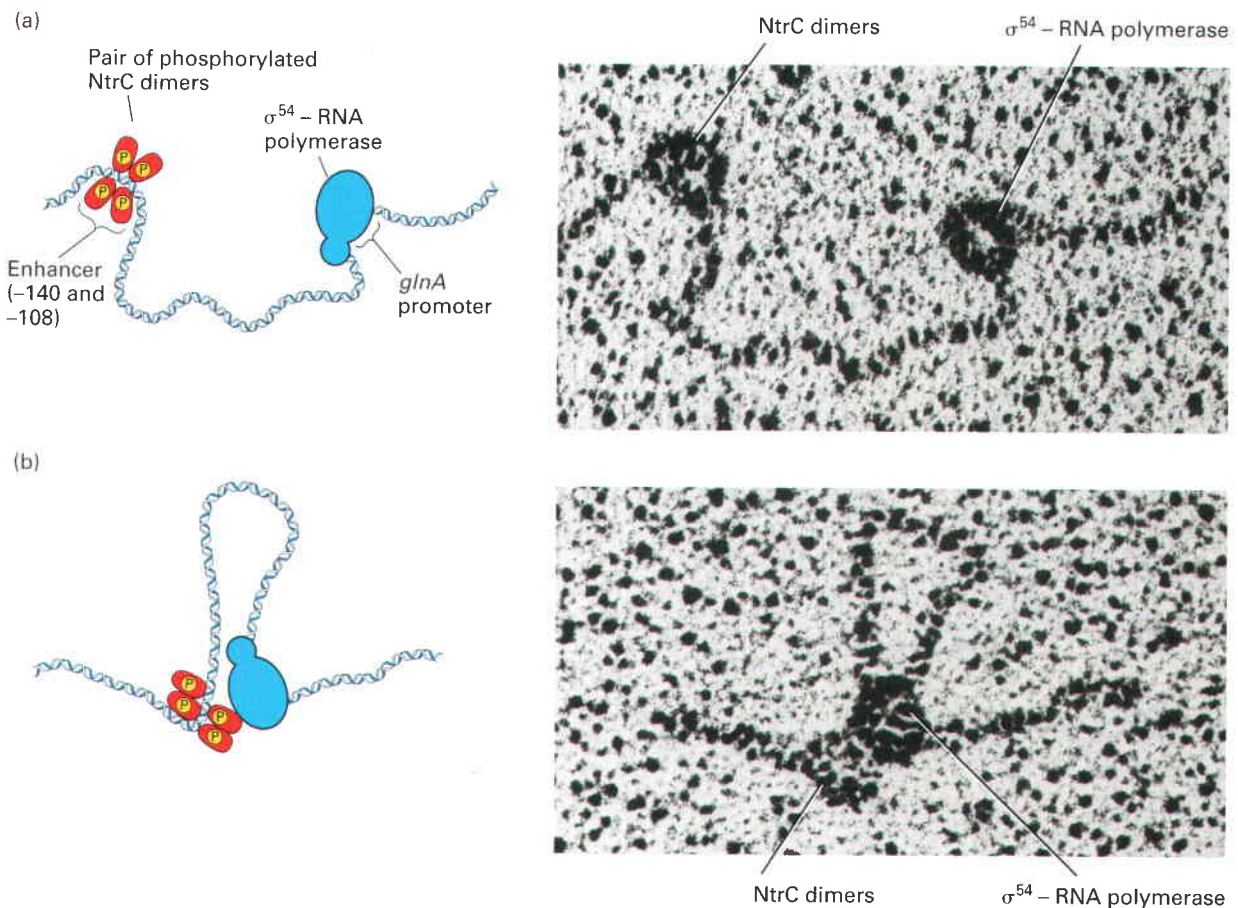 (a)
Pair of phosphorylated
NtrC dimers
σ⁵⁴ – RNA
polymerase
P
P
P
P
Enhancer
(–140 and
–108)
glnA
promoter
NtrC dimers
σ⁵⁴ – RNA polymerase
(b)
P
P
P
P
NtrC dimers
σ⁵⁴ – RNA polymerase